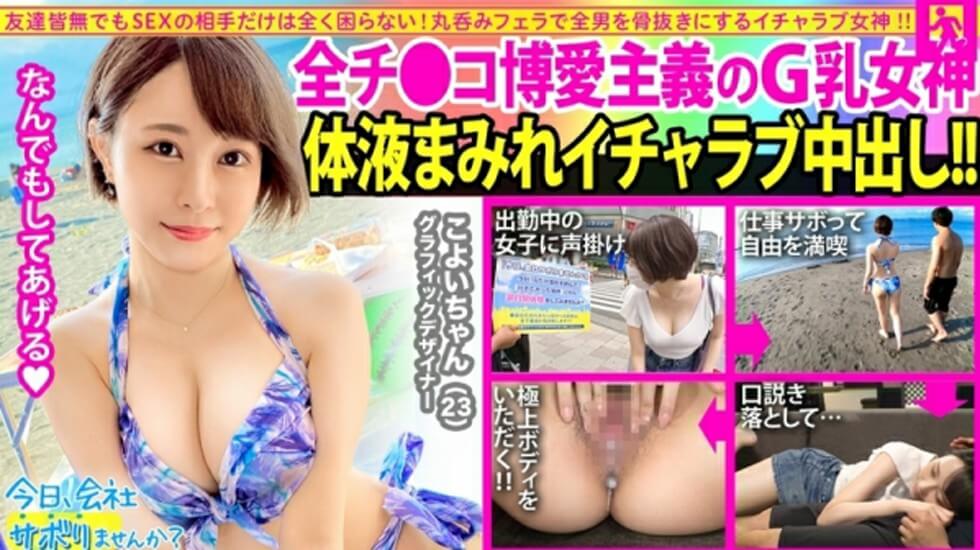 友達皆無でもSEXの相手だけは全く困らない！丸呑みフェラで全男を骨抜きにするイチャラブ女神!!
全チ●コ博愛主義のG乳女神
体液まみれイチャラブ中出し!!
なんでもしてあげる♥
こよいちゃん（23）
グラフィックデザイナー
今日、会社
サボりませんか？
出勤中の
女子に声掛け
仕事サボって
自由を満喫
口説き
落として…
極上ボディを
いただく!!